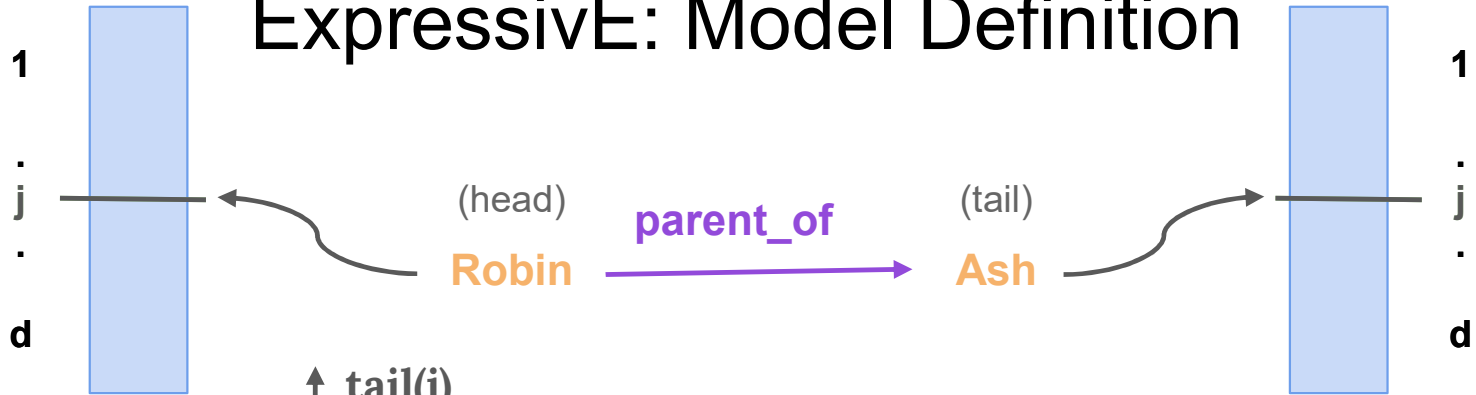 ExpressivE: Model Definition
1
1
.
.
j
(head)
parent_of
(tail)
j
.
Robin
Ash
.
d
d
tail(j)